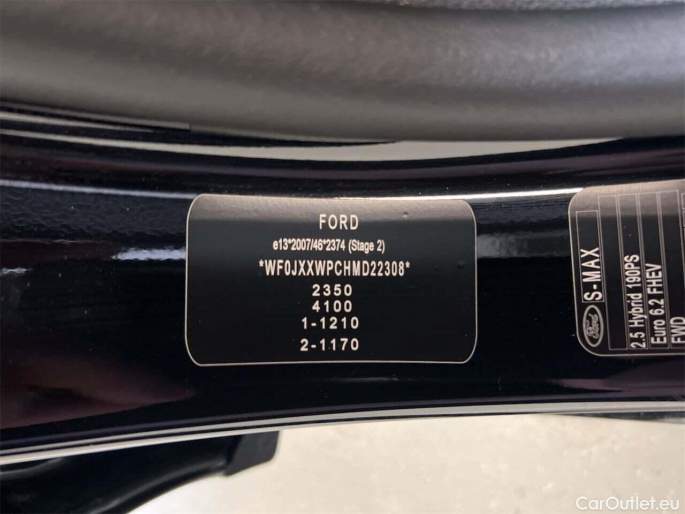 FORD
e13*2007/46*2374 (Stage 2)
*WF0JXXWPCHMD22308*
2350
4100
1-1210
2-1170
Ford
S-MAX
2.5 Hybrid 190PS
Euro 6.2 FHEV
FWD
CarOutlet.eu